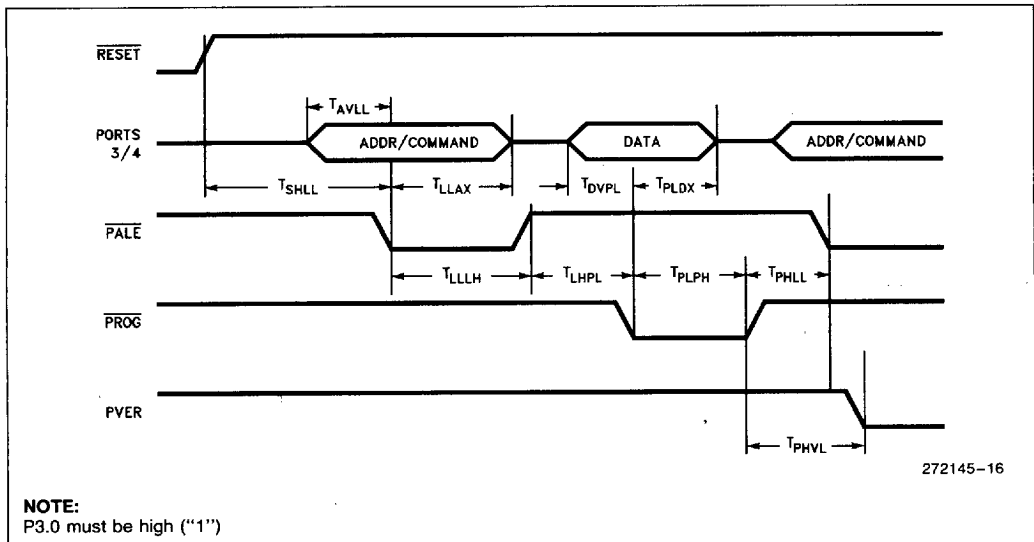 RESET
T_AVLL
PORTS 3/4
ADDR/COMMAND DATA ADDR/COMMAND
T_SHLL T_LLAX T_DVPL T_PLDX
PALE
T_LLLH T_LHPL T_PLPH T_PHLL
PROG
PVER
T_PHVL
272145-16
NOTE:
P3.0 must be high ("1")